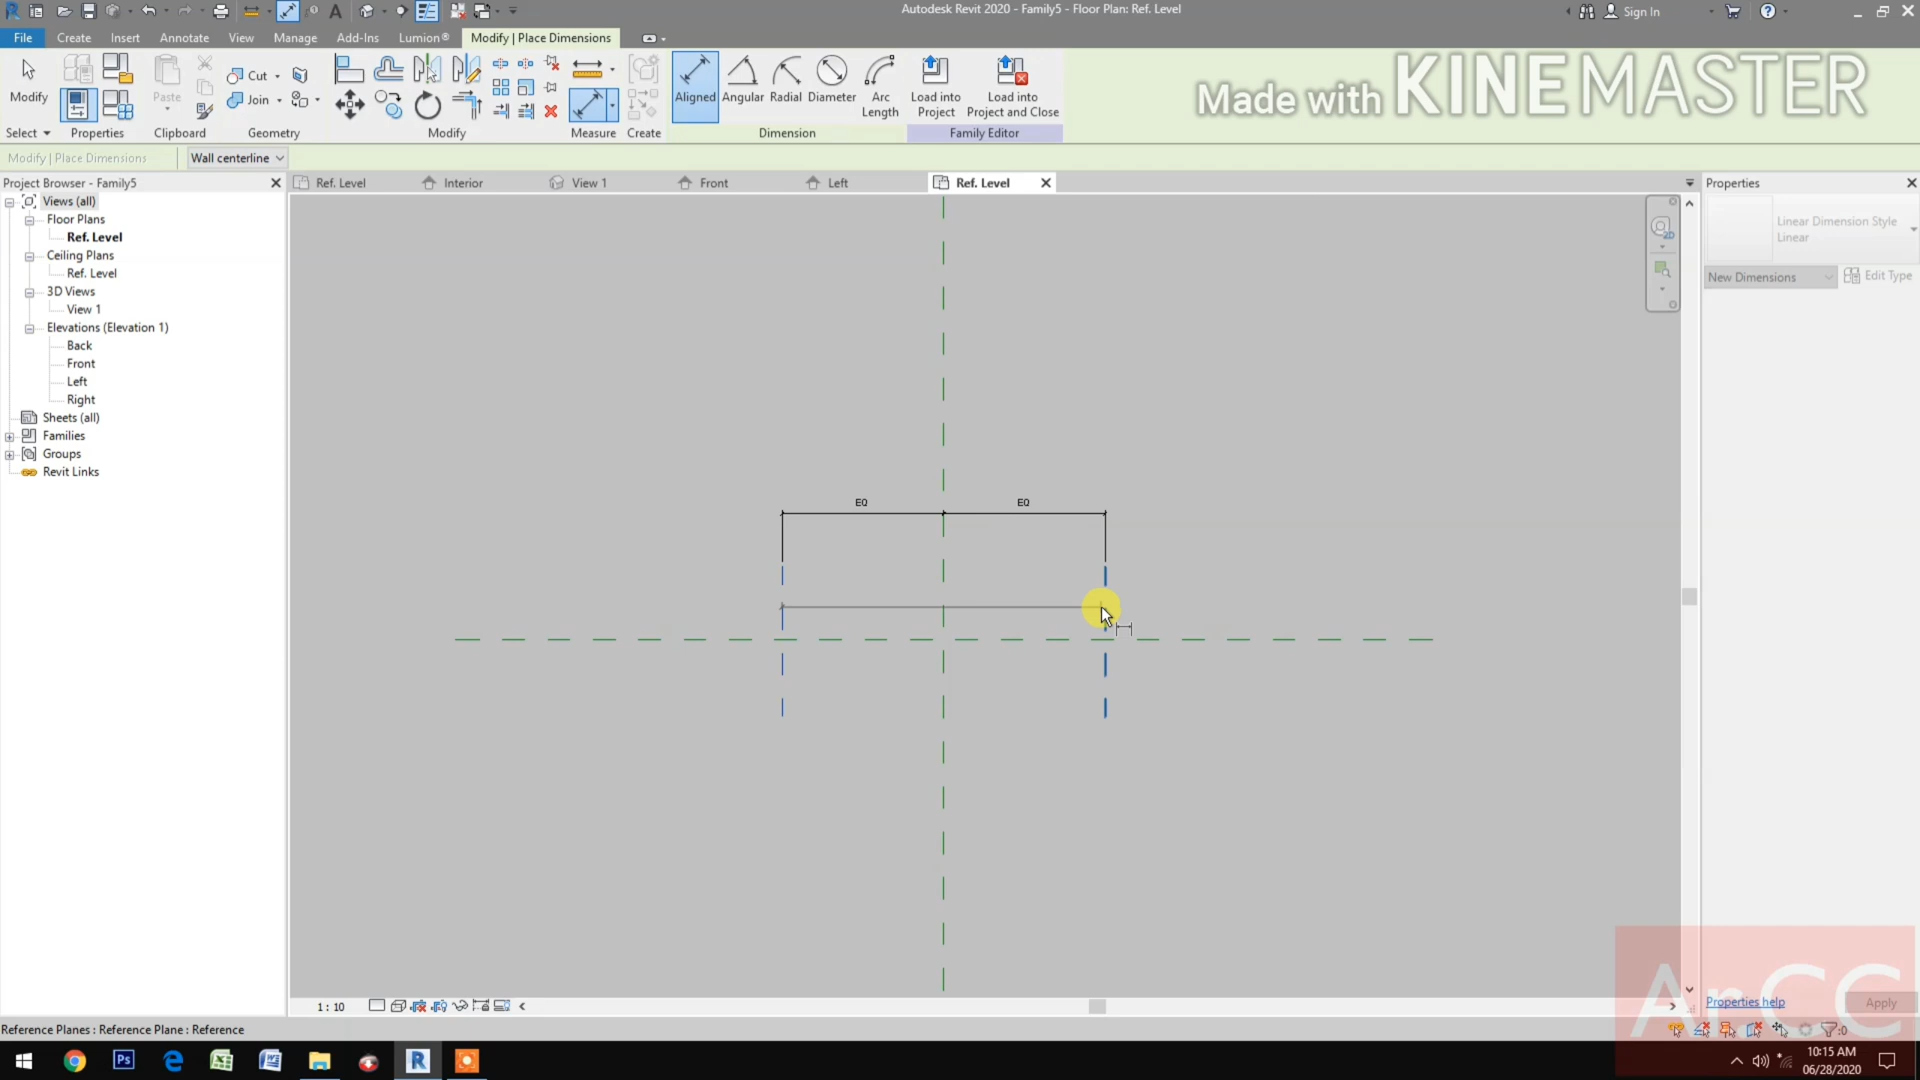 Autodesk Revit 2020 - Family5 - Floor Plan: Ref. Level
Sign In
File Create Insert Annotate View Manage Add-Ins Lumion® Modify | Place Dimensions
Modify
Paste
Cut
Join
Aligned Angular Radial Diameter Arc Length
Load into Project
Load into Project and Close
Select Properties Clipboard Geometry Modify Measure Create Dimension Family Editor
Made with KINEMASTER
Modify | Place Dimensions
Wall centerline
Project Browser - Family5
Ref. Level Interior View 1 Front Left Ref. Level
Properties
Views (all)
Floor Plans
Ref. Level
Ceiling Plans
Ref. Level
3D Views
View 1
Elevations (Elevation 1)
Back
Front
Left
Right
Sheets (all)
Families
Groups
Revit Links
2D
Linear Dimension Style
Linear
New Dimensions
Edit Type
EQ EQ
1 : 10
Properties help
Apply
ArCC
Reference Planes : Reference Plane : Reference
:0
10:15 AM
06/28/2020